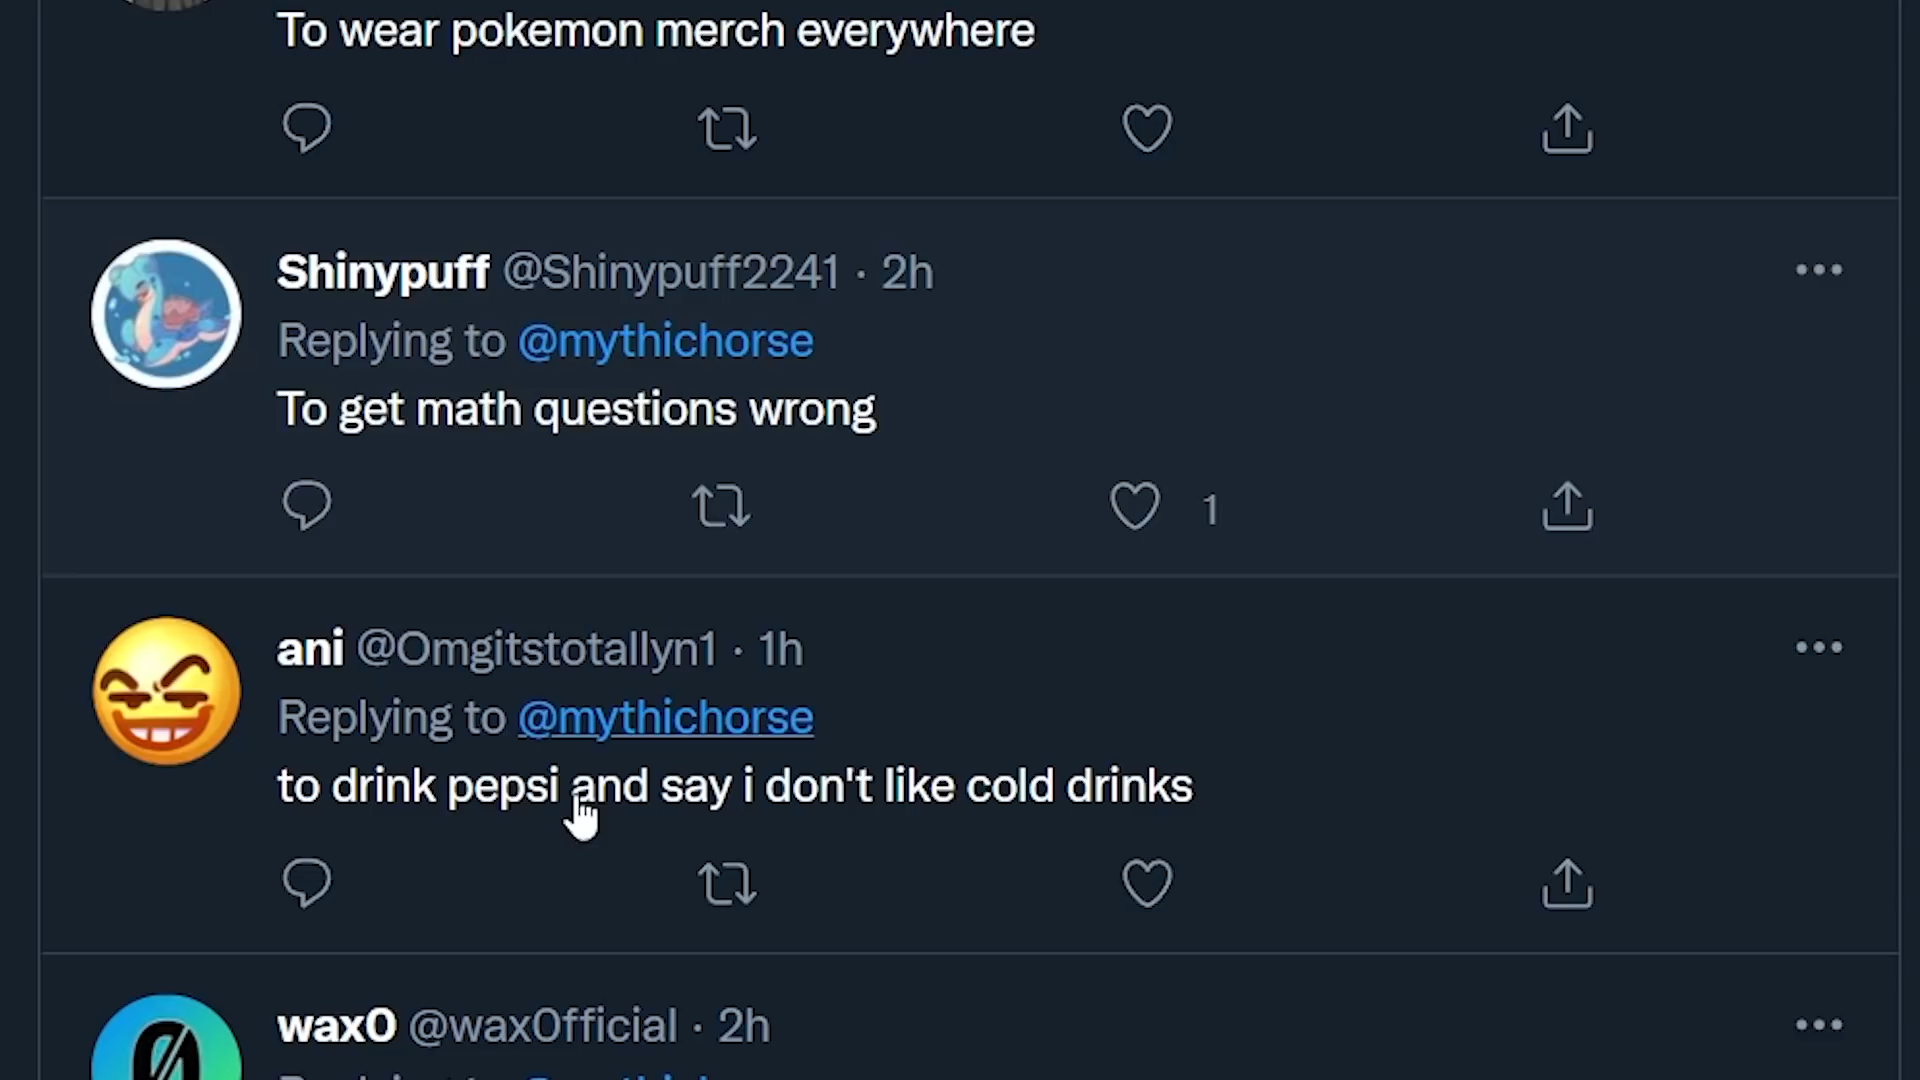 To wear pokemon merch everywhere
Shinypuff @Shinypuff2241 · 2h
Replying to @mythichorse
To get math questions wrong
1
ani @Omgitstotallyn1 · 1h
Replying to @mythichorse
to drink pepsi and say i don't like cold drinks
wax0 @wax0fficial · 2h